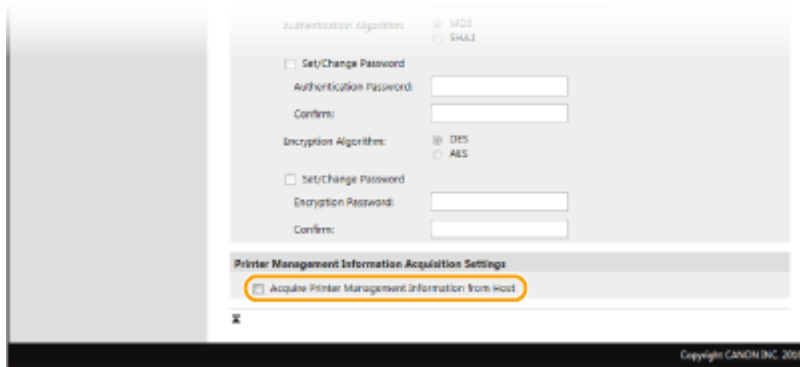 Authentication Algorithm: MD5
SHA1
Set/Change Password
Authentication Password:
Confirm:
Encryption Algorithm: DES
AES
Set/Change Password
Encryption Password:
Confirm:
Printer Management Information Acquisition Settings
Acquire Printer Management Information from Host
Copyright CANON INC. 201